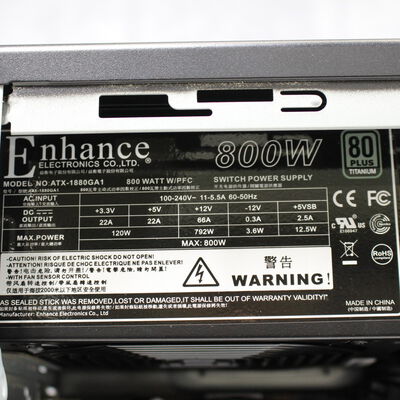 Enhance
ELECTRONICS CO.,LTD.
800W
80
PLUS
TITANIUM
MODEL NO:ATX-1880GA1 800 WATT W/PFC SWITCH POWER SUPPLY
AC INPUT 100-240V~ 11-5.5A 60-50Hz
DC OUTPUT +3.3V +5V +12V -12V +5VSB
22A 22A 66A 0.3A 2.5A
MAX POWER 120W 792W 3.6W 12.5W
MAX: 800W
CAUTION: RISK OF ELECTRIC SHOCK DO NOT OPEN
ATTENTION: RISQUE DE CHOC ELECTRIQUE NE PAS ENLEVER
WITH FAN SENSOR CONTROL
警告
WARNING!
AS SEALED STICK WAS REMOVED,LOSS OR DAMAGED,IT SHALL BE OUT OF WARRANTY.
Manufacturer: Enhance Electronics Co., Ltd.
MADE IN CHINA
RoHS